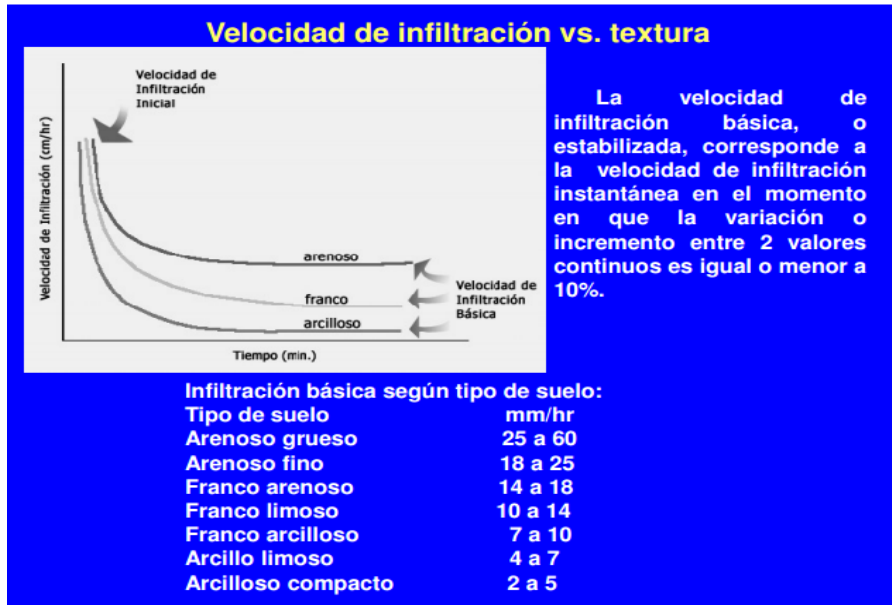 Velocidad de infiltración vs. textura
Velocidad de
Infiltración
Inicial
Velocidad de Infiltración (cm/hr)
arenoso
franco
arcilloso
Velocidad de
Infiltración
Básica
Tiempo (min.)
La velocidad de
infiltración básica, o
estabilizada, corresponde a
la velocidad de infiltración
instantánea en el momento
en que la variación o
incremento entre 2 valores
continuos es igual o menor a
10%.
Infiltración básica según tipo de suelo:
Tipo de suelo mm/hr
Arenoso grueso 25 a 60
Arenoso fino 18 a 25
Franco arenoso 14 a 18
Franco limoso 10 a 14
Franco arcilloso 7 a 10
Arcillo limoso 4 a 7
Arcilloso compacto 2 a 5